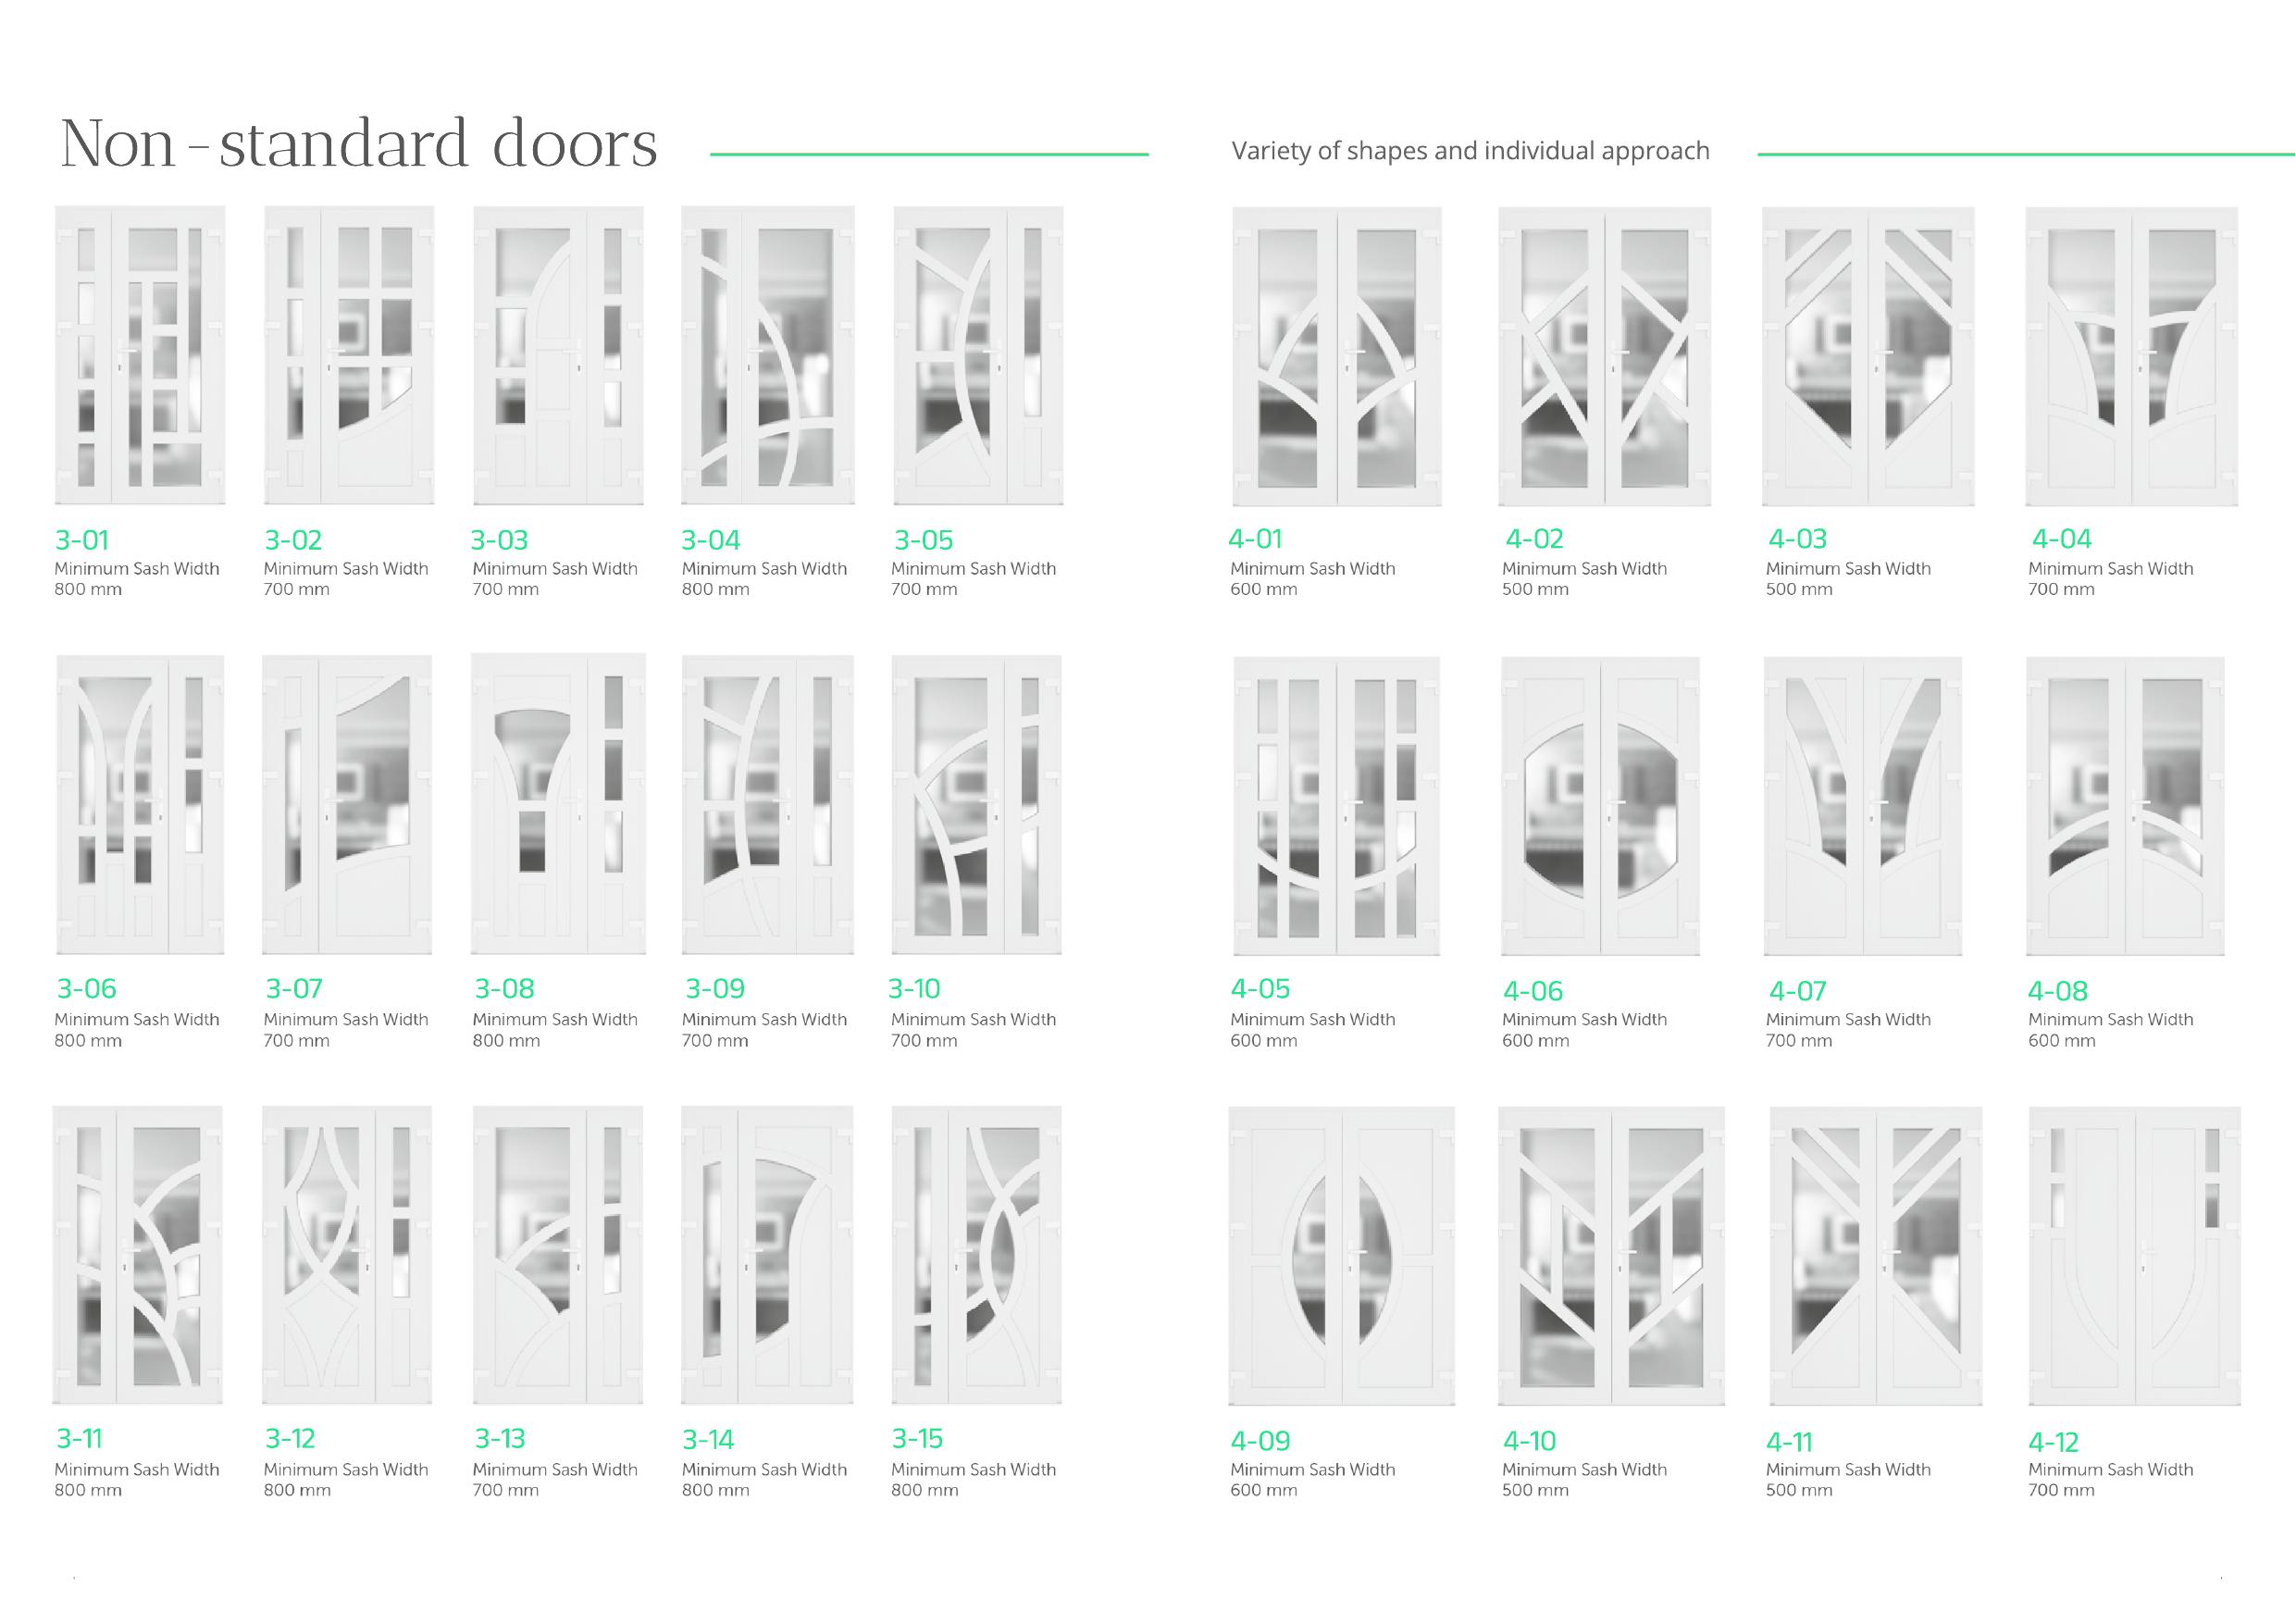 Non-standard doors
Variety of shapes and individual approach
3-01
Minimum Sash Width
800 mm
3-02
Minimum Sash Width
700 mm
3-03
Minimum Sash Width
700 mm
3-04
Minimum Sash Width
800 mm
3-05
Minimum Sash Width
700 mm
4-01
Minimum Sash Width
600 mm
4-02
Minimum Sash Width
500 mm
4-03
Minimum Sash Width
500 mm
4-04
Minimum Sash Width
700 mm
3-06
Minimum Sash Width
800 mm
3-07
Minimum Sash Width
700 mm
3-08
Minimum Sash Width
800 mm
3-09
Minimum Sash Width
700 mm
3-10
Minimum Sash Width
700 mm
4-05
Minimum Sash Width
600 mm
4-06
Minimum Sash Width
600 mm
4-07
Minimum Sash Width
700 mm
4-08
Minimum Sash Width
600 mm
3-11
Minimum Sash Width
800 mm
3-12
Minimum Sash Width
800 mm
3-13
Minimum Sash Width
700 mm
3-14
Minimum Sash Width
800 mm
3-15
Minimum Sash Width
800 mm
4-09
Minimum Sash Width
600 mm
4-10
Minimum Sash Width
500 mm
4-11
Minimum Sash Width
500 mm
4-12
Minimum Sash Width
700 mm